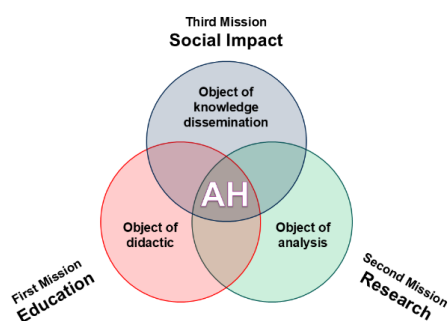 Third Mission
Social Impact
Object of
knowledge
dissemination
AH
Object of
didactic
Object of
analysis
First Mission
Education
Second Mission
Research